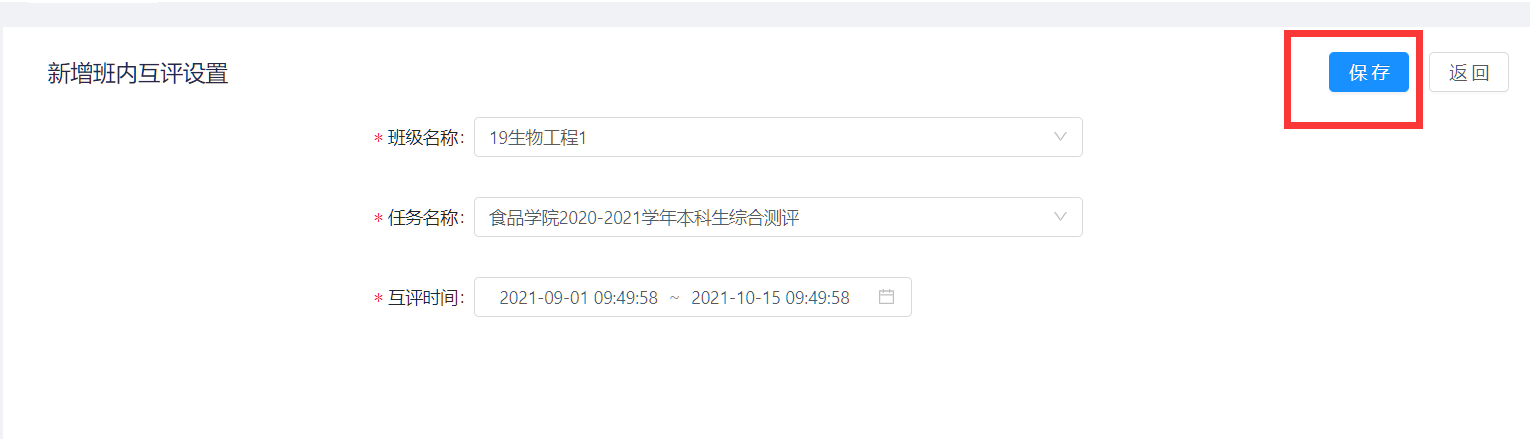 新增班内互评设置
保存
返回
* 班级名称: 19生物工程1
* 任务名称: 食品学院2020-2021学年本科生综合测评
* 互评时间: 2021-09-01 09:49:58 ~ 2021-10-15 09:49:58